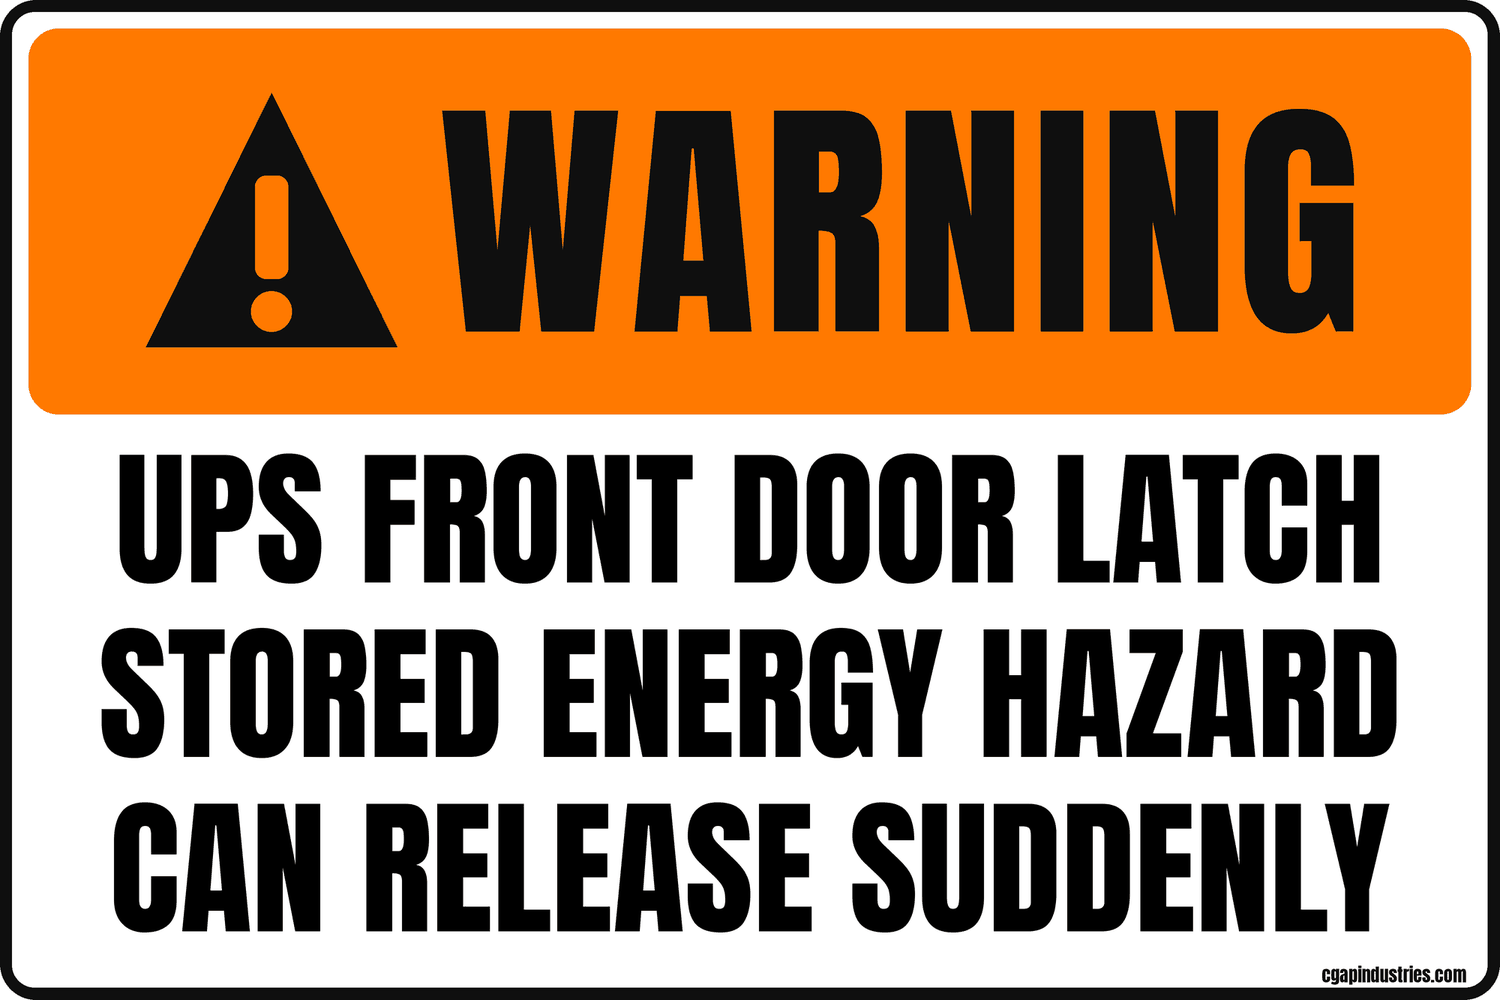 WARNING
UPS FRONT DOOR LATCH
STORED ENERGY HAZARD
CAN RELEASE SUDDENLY
cgapindustries.com